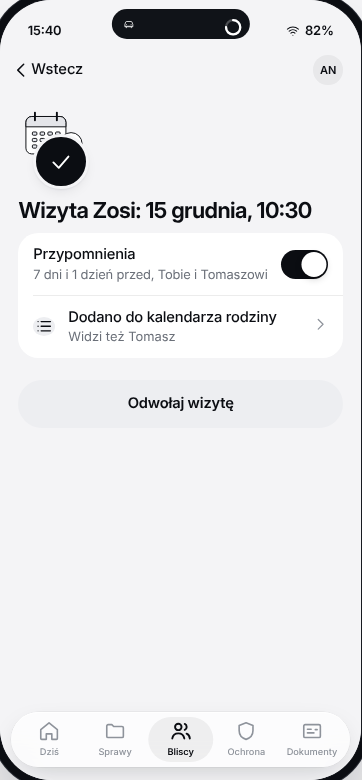 15:40
82%
Wstecz
AN
Wizyta Zosi: 15 grudnia, 10:30
Przypomnienia
7 dni i 1 dzień przed, Tobie i Tomaszowi
Dodano do kalendarza rodziny
Widzi też Tomasz
Odwołaj wizytę
Dziś
Sprawy
Bliscy
Ochrona
Dokumenty